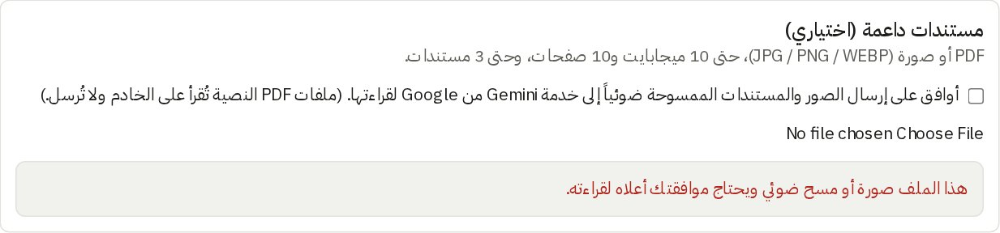 مستندات داعمة (اختياري)
PDF أو صورة (JPG / PNG / WEBP)، حتى 10 ميجابايت و10 صفحات، وحتى 3 مستندات.
أوافق على إرسال الصور والمستندات الممسوحة ضوئياً إلى خدمة Gemini من Google لقراءتها. (ملفات PDF النصية تُقرأ على الخادم ولا تُرسل.)
No file chosen Choose File
هذا الملف صورة أو مسح ضوئي ويحتاج موافقتك أعلاه لقراءته.